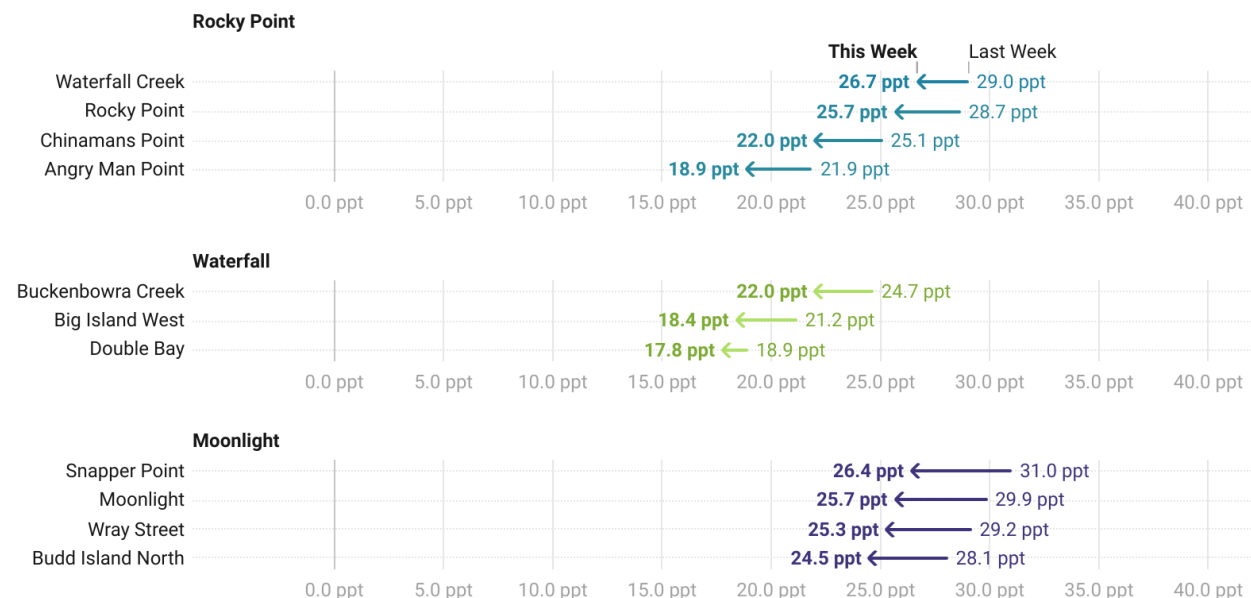 Rocky Point
This Week Last Week
Waterfall Creek 26.7 ppt 29.0 ppt
Rocky Point 25.7 ppt 28.7 ppt
Chinamans Point 22.0 ppt 25.1 ppt
Angry Man Point 18.9 ppt 21.9 ppt
0.0 ppt 5.0 ppt 10.0 ppt 15.0 ppt 20.0 ppt 25.0 ppt 30.0 ppt 35.0 ppt 40.0 ppt
Waterfall
Buckenbowra Creek 22.0 ppt 24.7 ppt
Big Island West 18.4 ppt 21.2 ppt
Double Bay 17.8 ppt 18.9 ppt
0.0 ppt 5.0 ppt 10.0 ppt 15.0 ppt 20.0 ppt 25.0 ppt 30.0 ppt 35.0 ppt 40.0 ppt
Moonlight
Snapper Point 26.4 ppt 31.0 ppt
Moonlight 25.7 ppt 29.9 ppt
Wray Street 25.3 ppt 29.2 ppt
Budd Island North 24.5 ppt 28.1 ppt
0.0 ppt 5.0 ppt 10.0 ppt 15.0 ppt 20.0 ppt 25.0 ppt 30.0 ppt 35.0 ppt 40.0 ppt